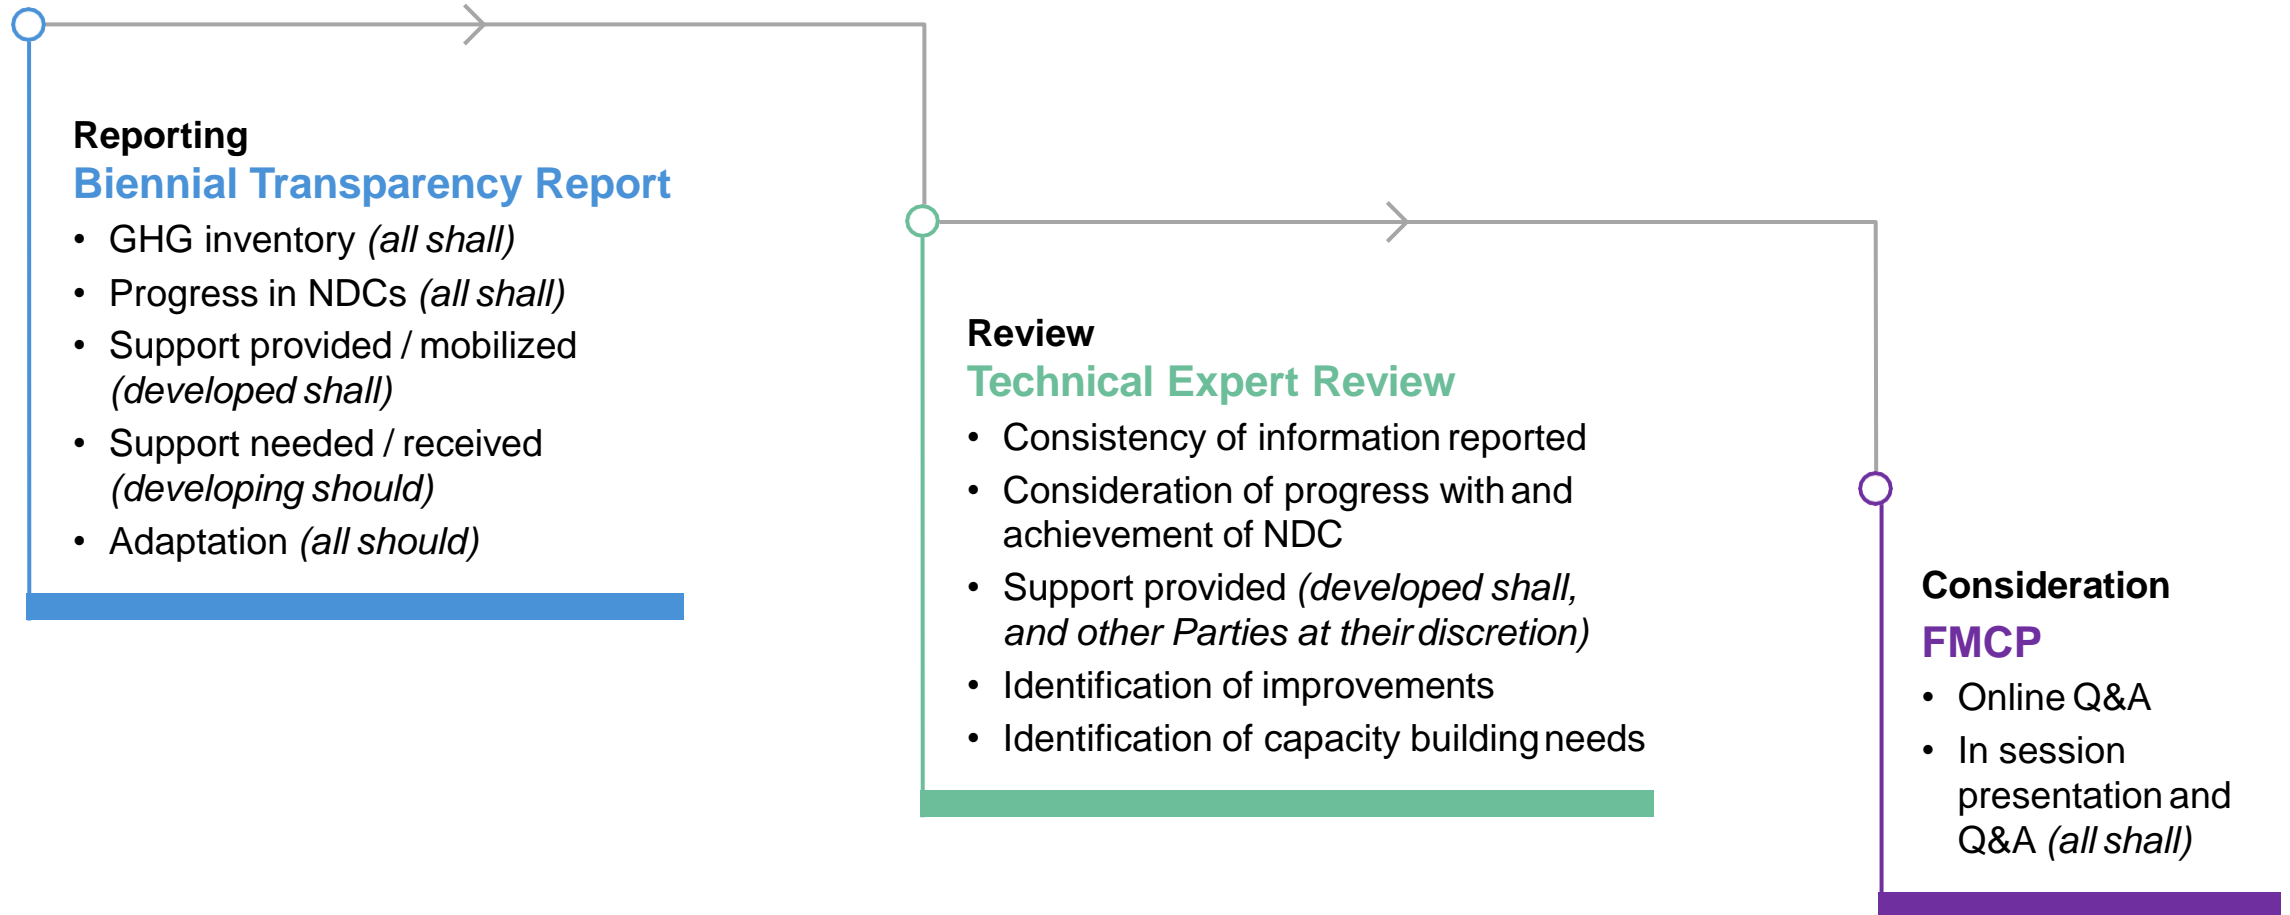 Reporting
Biennial Transparency Report
• GHG inventory (all shall)
• Progress in NDCs (all shall)
• Support provided / mobilized
(developed shall)
• Support needed / received
(developing should)
• Adaptation (all should)
Review
Technical Expert Review
• Consistency of information reported
• Consideration of progress with and
achievement of NDC
• Support provided (developed shall,
and other Parties at their discretion)
• Identification of improvements
• Identification of capacity building needs
Consideration
FMCP
• Online Q&A
• In session
presentation and
Q&A (all shall)